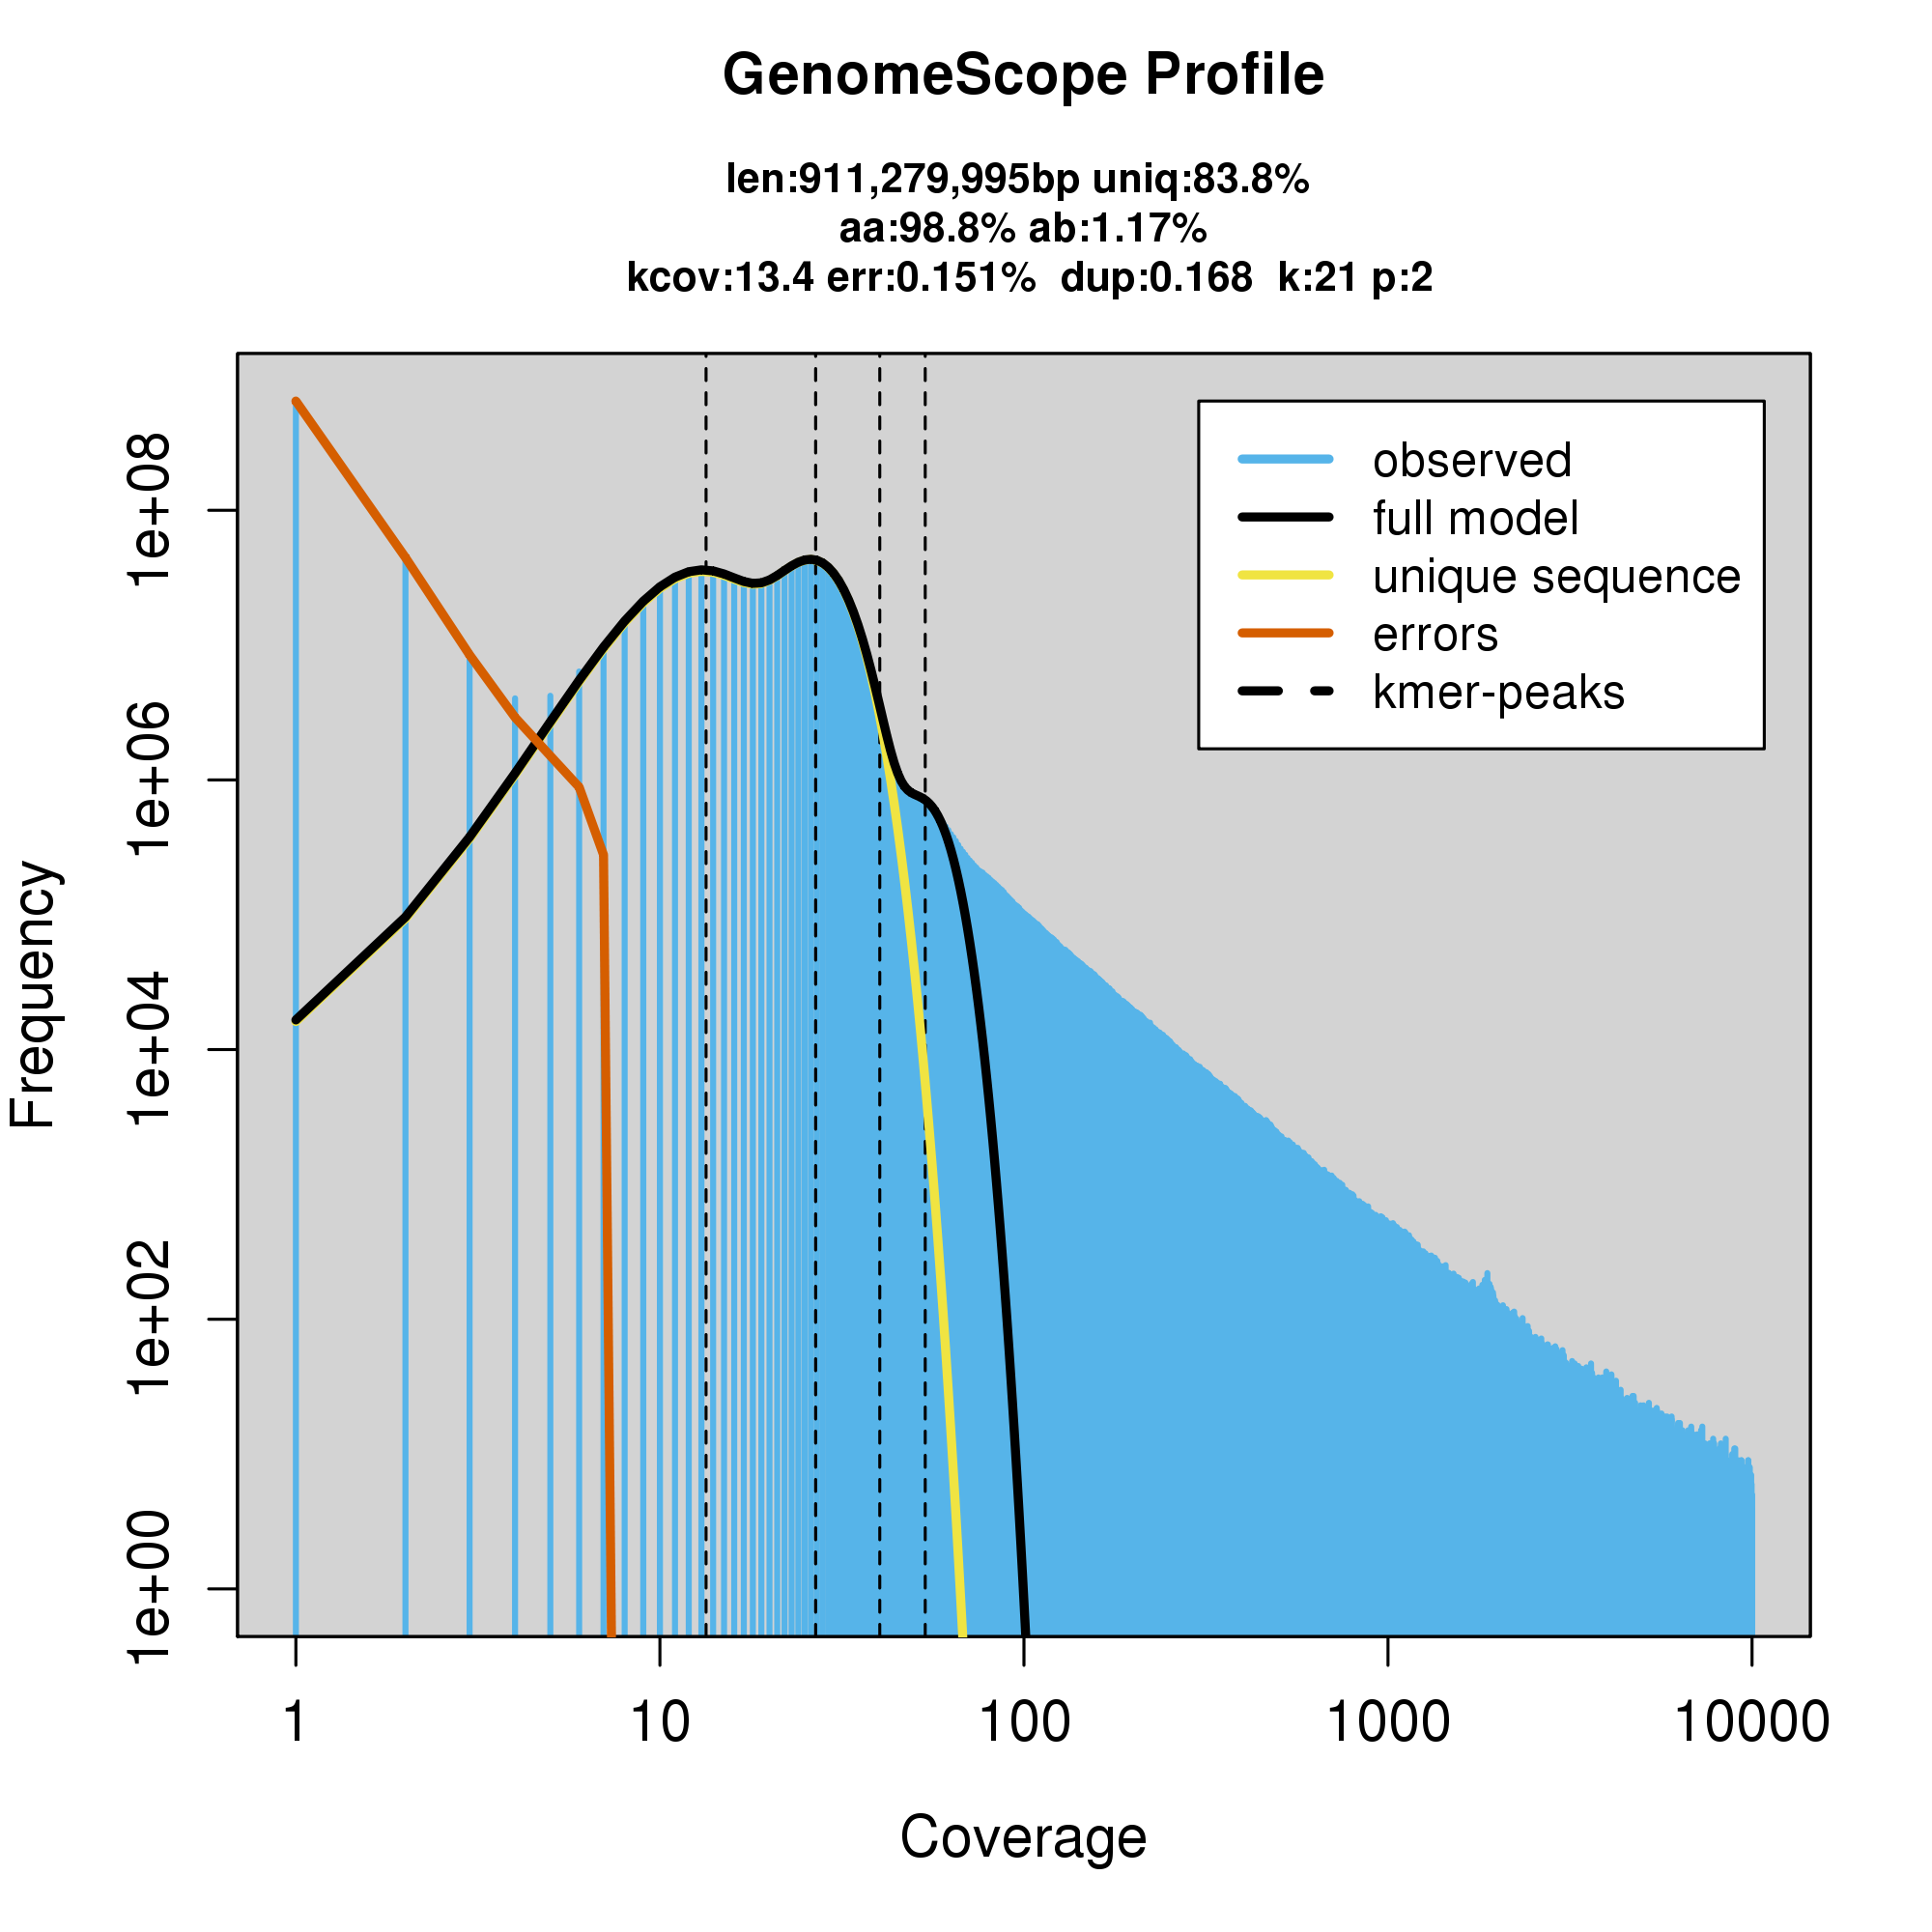 GenomeScope Profile
len:911,279,995bp uniq:83.8%
aa:98.8% ab:1.17%
kcov:13.4 err:0.151%  dup:0.168  k:21 p:2
observed
full model
unique sequence
errors
kmer-peaks
Frequency
1e+08
1e+06
1e+04
1e+02
1e+00
1 10 100 1000 10000
Coverage